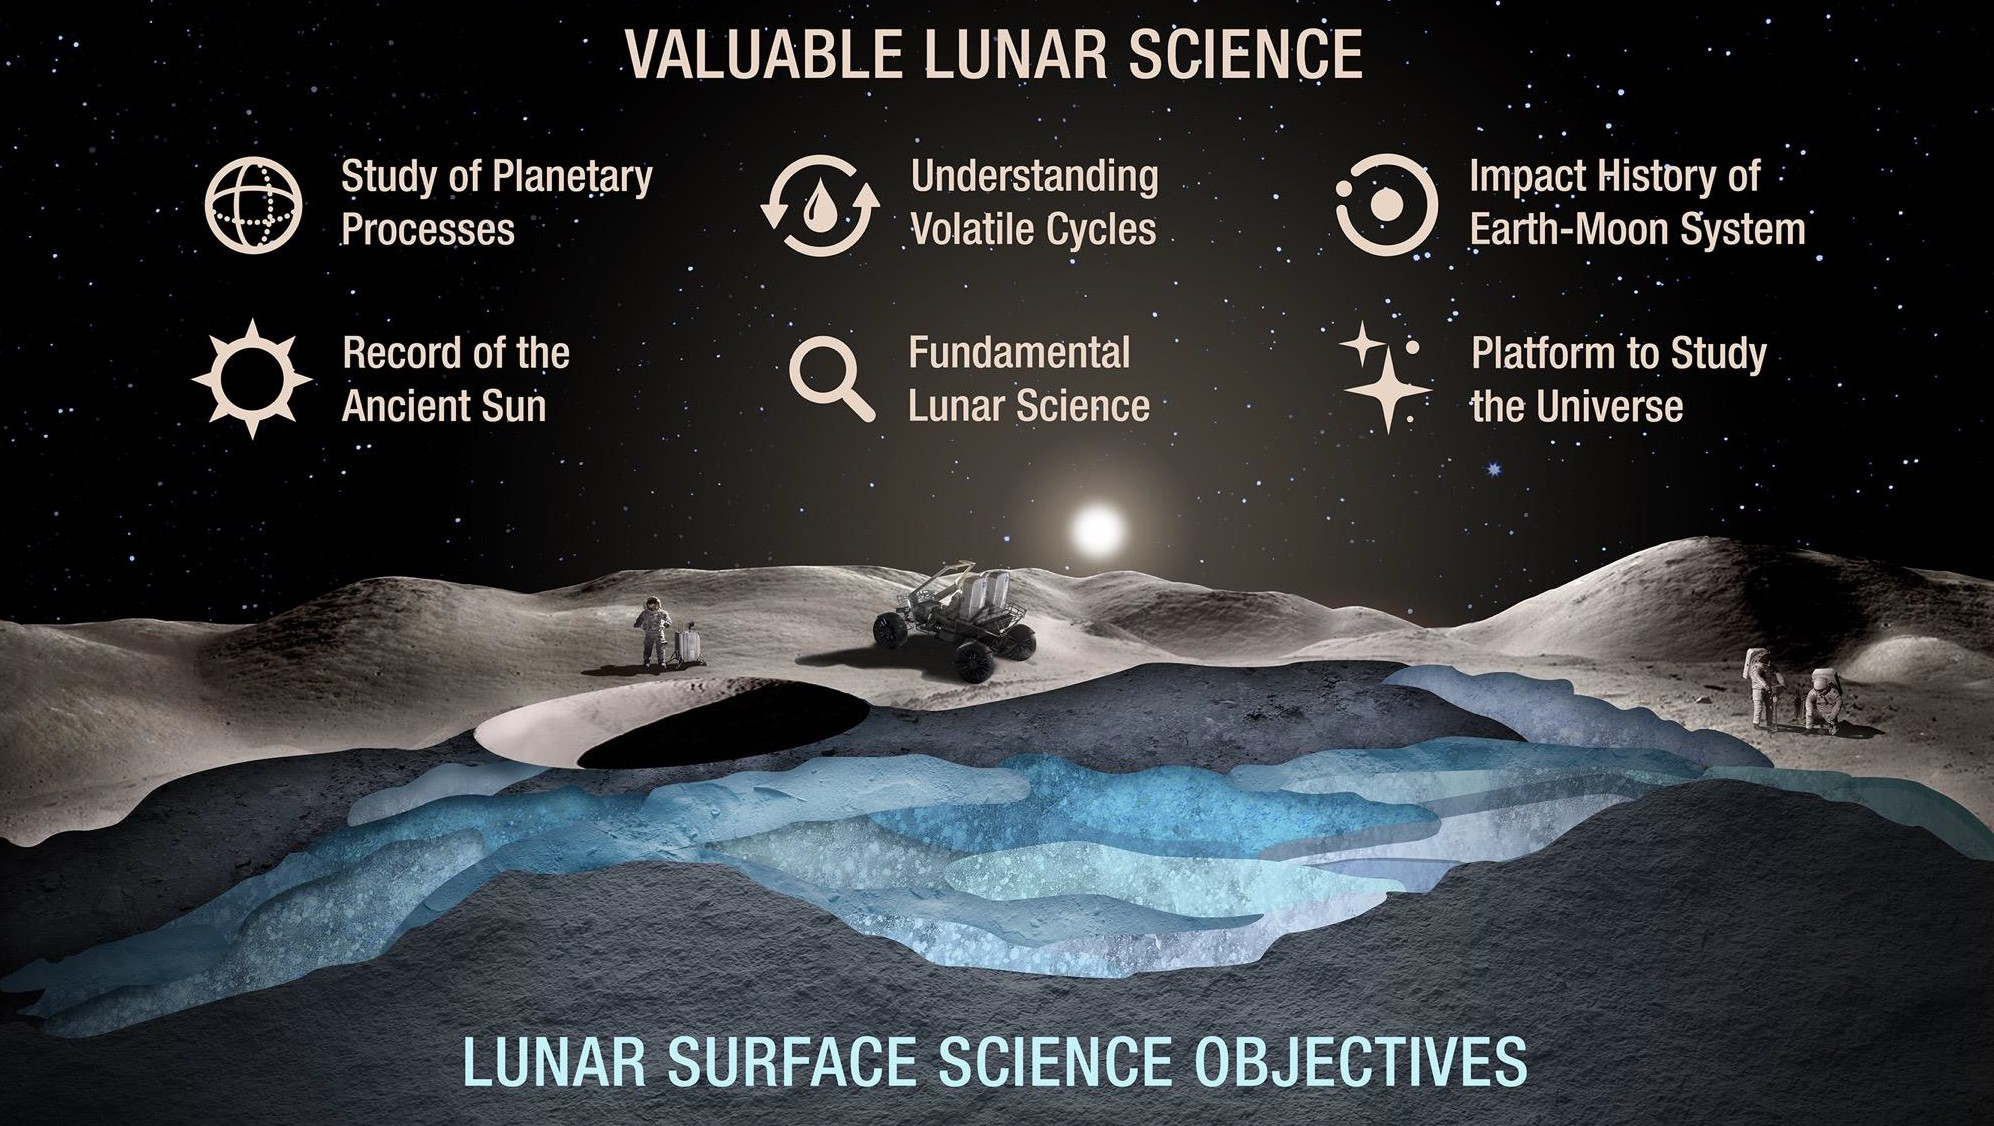 VALUABLE LUNAR SCIENCE
Study of Planetary
Processes
Understanding
Volatile Cycles
Impact History of
Earth-Moon System
Record of the
Ancient Sun
Fundamental
Lunar Science
Platform to Study
the Universe
LUNAR SURFACE SCIENCE OBJECTIVES